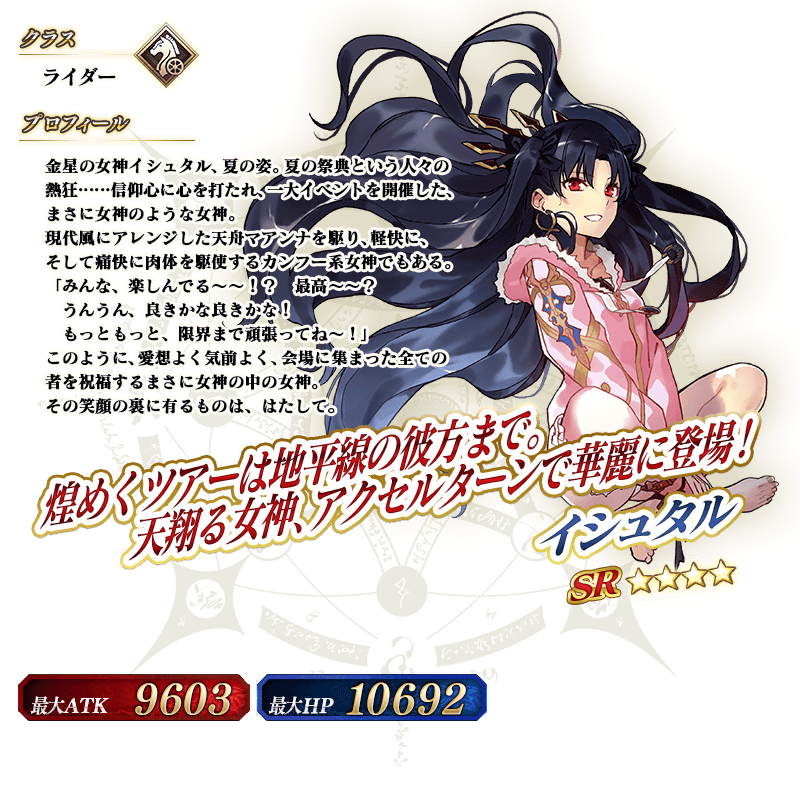 クラス
ライダー
プロフィール
金星の女神イシュタル、夏の姿。夏の祭典という人々の
熱狂……信仰心に心を打たれ、一大イベントを開催した、
まさに女神のような女神。
現代風にアレンジした天舟マアンナを駆り、軽快に、
そして痛快に肉体を駆使するカンフー系女神でもある。
「みんな、楽しんでる～～！？　最高～～？
うんうん、良きかな良きかな！
もっともっと、限界まで頑張ってね～！」
このように、愛想よく気前よく、会場に集まった全ての
者を祝福するまさに女神の中の女神。
その笑顔の裏に有るものは、はたして。
煌めくツアーは地平線の彼方まで。
天翔る女神、アクセルターンで華麗に登場！
イシュタル
SR
最大ATK 9603
最大HP 10692